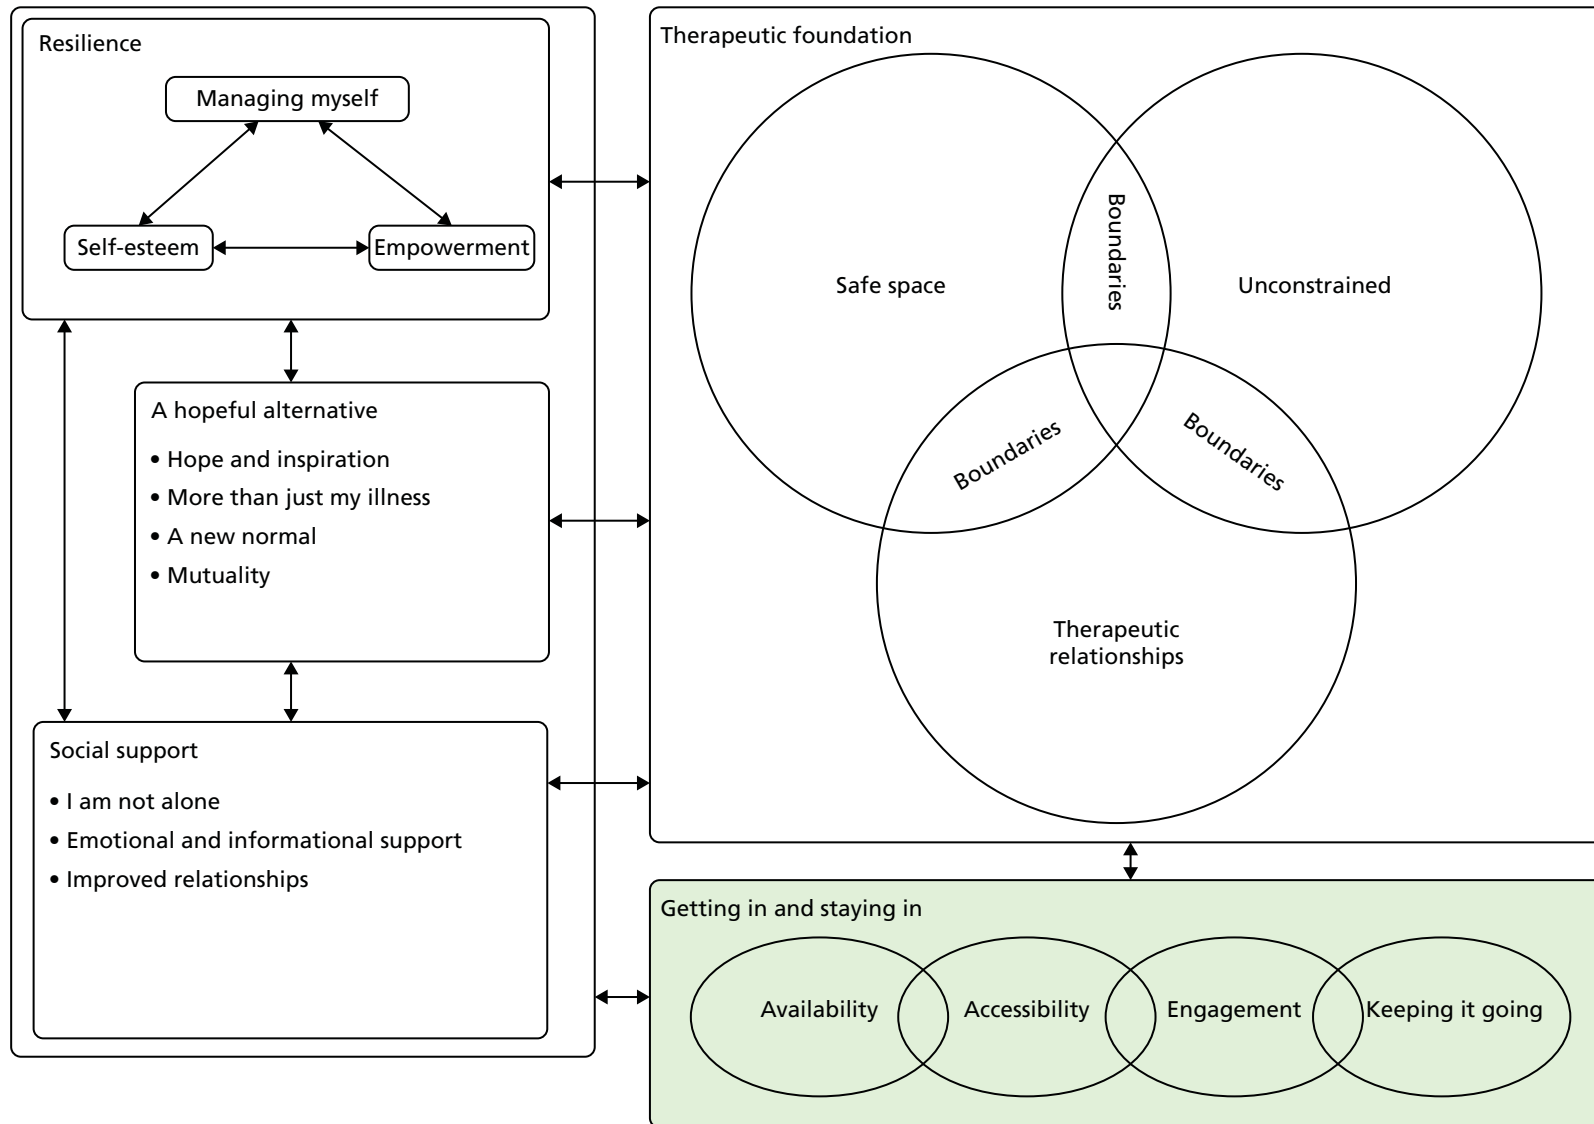 Resilience
Managing myself
Self-esteem
Empowerment
A hopeful alternative
• Hope and inspiration
• More than just my illness
• A new normal
• Mutuality
Social support
• I am not alone
• Emotional and informational support
• Improved relationships
Therapeutic foundation
Safe space
Boundaries
Unconstrained
Boundaries
Boundaries
Therapeutic
relationships
Getting in and staying in
Availability
Accessibility
Engagement
Keeping it going